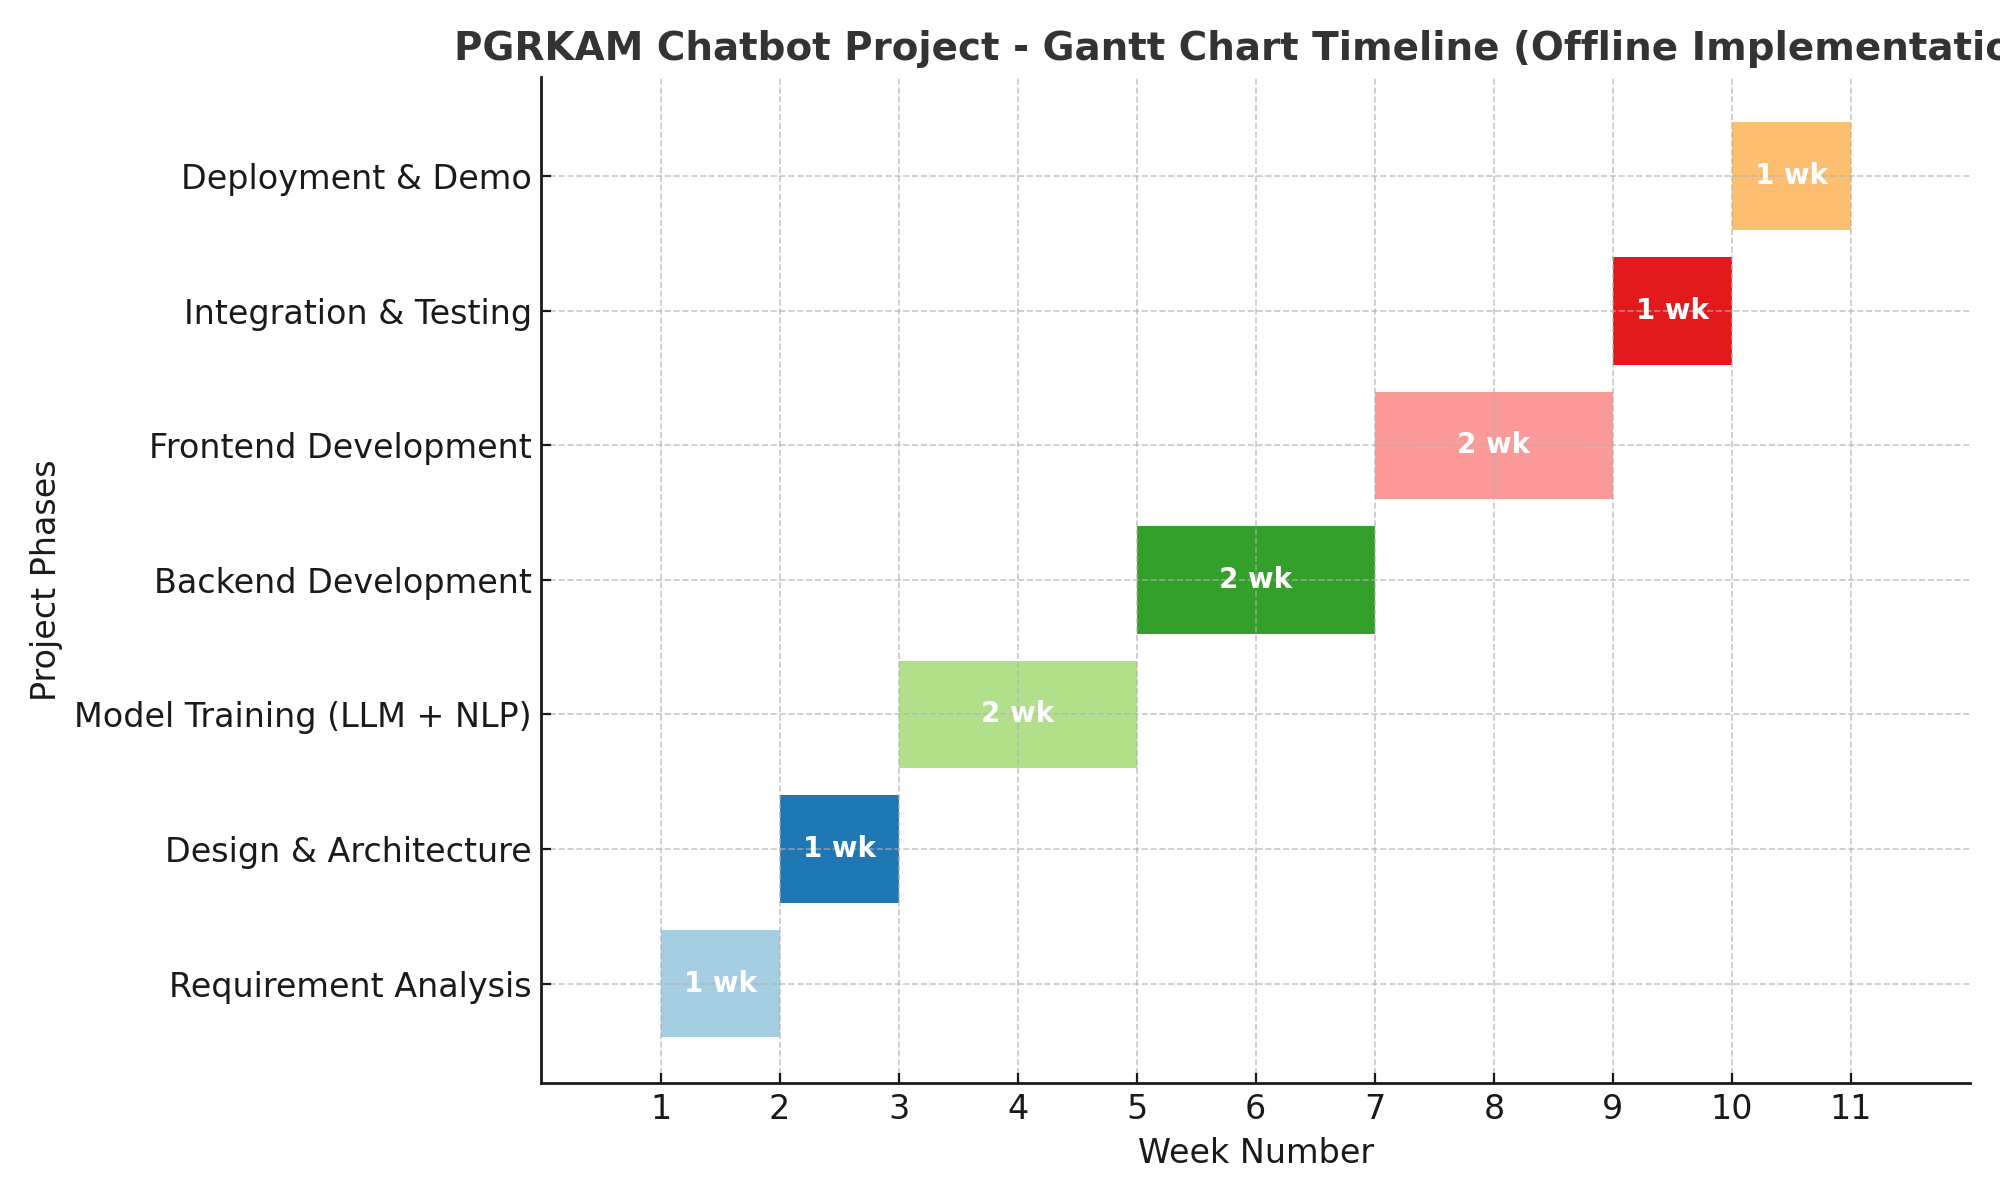 PGRKAM Chatbot Project - Gantt Chart Timeline (Offline Implementatio
Project Phases
Deployment & Demo
1 wk
Integration & Testing
1 wk
Frontend Development
2 wk
Backend Development
2 wk
Model Training (LLM + NLP)
2 wk
Design & Architecture
1 wk
Requirement Analysis
1 wk
1 2 3 4 5 6 7 8 9 10 11
Week Number